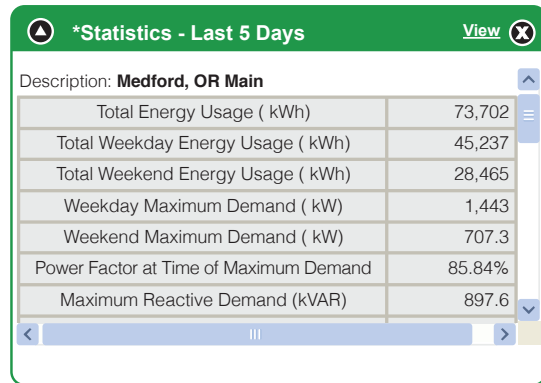 *Statistics - Last 5 Days View X
Description: Medford, OR Main
Total Energy Usage ( kWh) 73,702
Total Weekday Energy Usage ( kWh) 45,237
Total Weekend Energy Usage ( kWh) 28,465
Weekday Maximum Demand ( kW) 1,443
Weekend Maximum Demand ( kW) 707.3
Power Factor at Time of Maximum Demand 85.84%
Maximum Reactive Demand (kVAR) 897.6